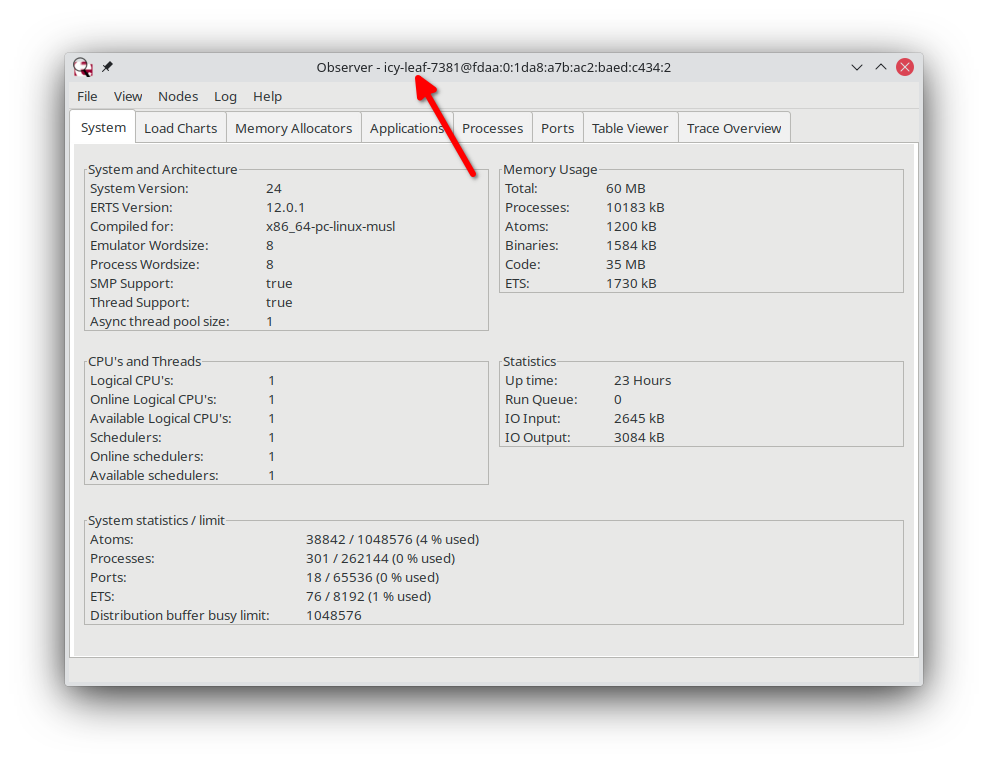 Observer - icy-leaf-7381@fdaa:0:1da8:a7b:ac2:baed:c434:2
File View Nodes Log Help
System Load Charts Memory Allocators Applications Processes Ports Table Viewer Trace Overview
System and Architecture
System Version: 24
ERTS Version: 12.0.1
Compiled for: x86_64-pc-linux-musl
Emulator Wordsize: 8
Process Wordsize: 8
SMP Support: true
Thread Support: true
Async thread pool size: 1
Memory Usage
Total: 60 MB
Processes: 10183 kB
Atoms: 1200 kB
Binaries: 1584 kB
Code: 35 MB
ETS: 1730 kB
CPU's and Threads
Logical CPU's: 1
Online Logical CPU's: 1
Available Logical CPU's: 1
Schedulers: 1
Online schedulers: 1
Available schedulers: 1
Statistics
Up time: 23 Hours
Run Queue: 0
IO Input: 2645 kB
IO Output: 3084 kB
System statistics / limit
Atoms: 38842 / 1048576 (4 % used)
Processes: 301 / 262144 (0 % used)
Ports: 18 / 65536 (0 % used)
ETS: 76 / 8192 (1 % used)
Distribution buffer busy limit: 1048576